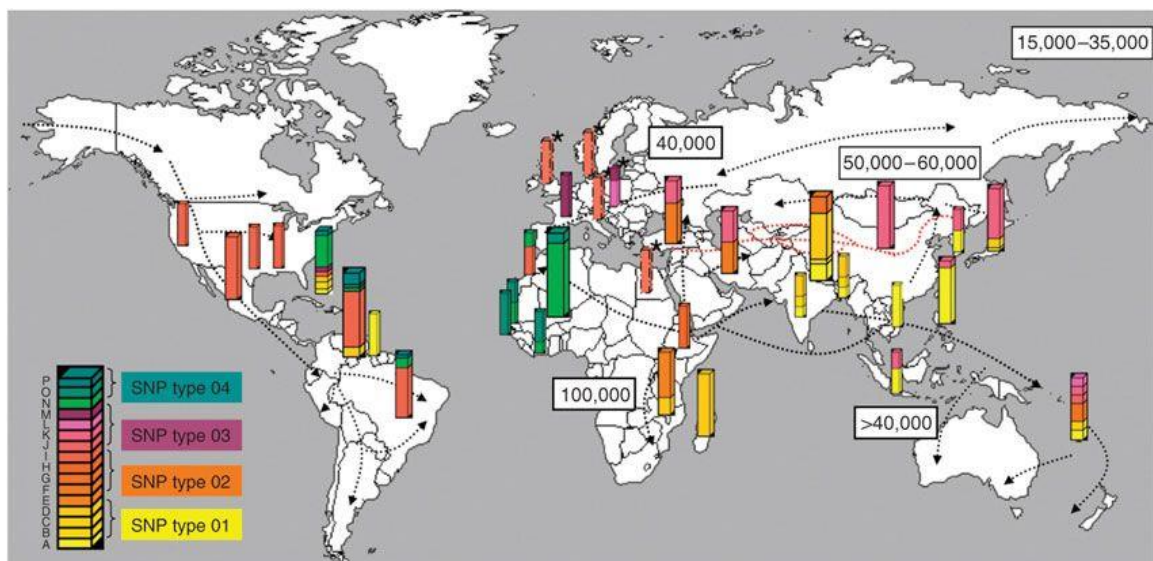 15,000–35,000
40,000
50,000–60,000
100,000
>40,000
P
O
N
M
L
K
J
I
H
G
F
E
D
C
B
A
SNP type 04
SNP type 03
SNP type 02
SNP type 01
*
*
*
*
*